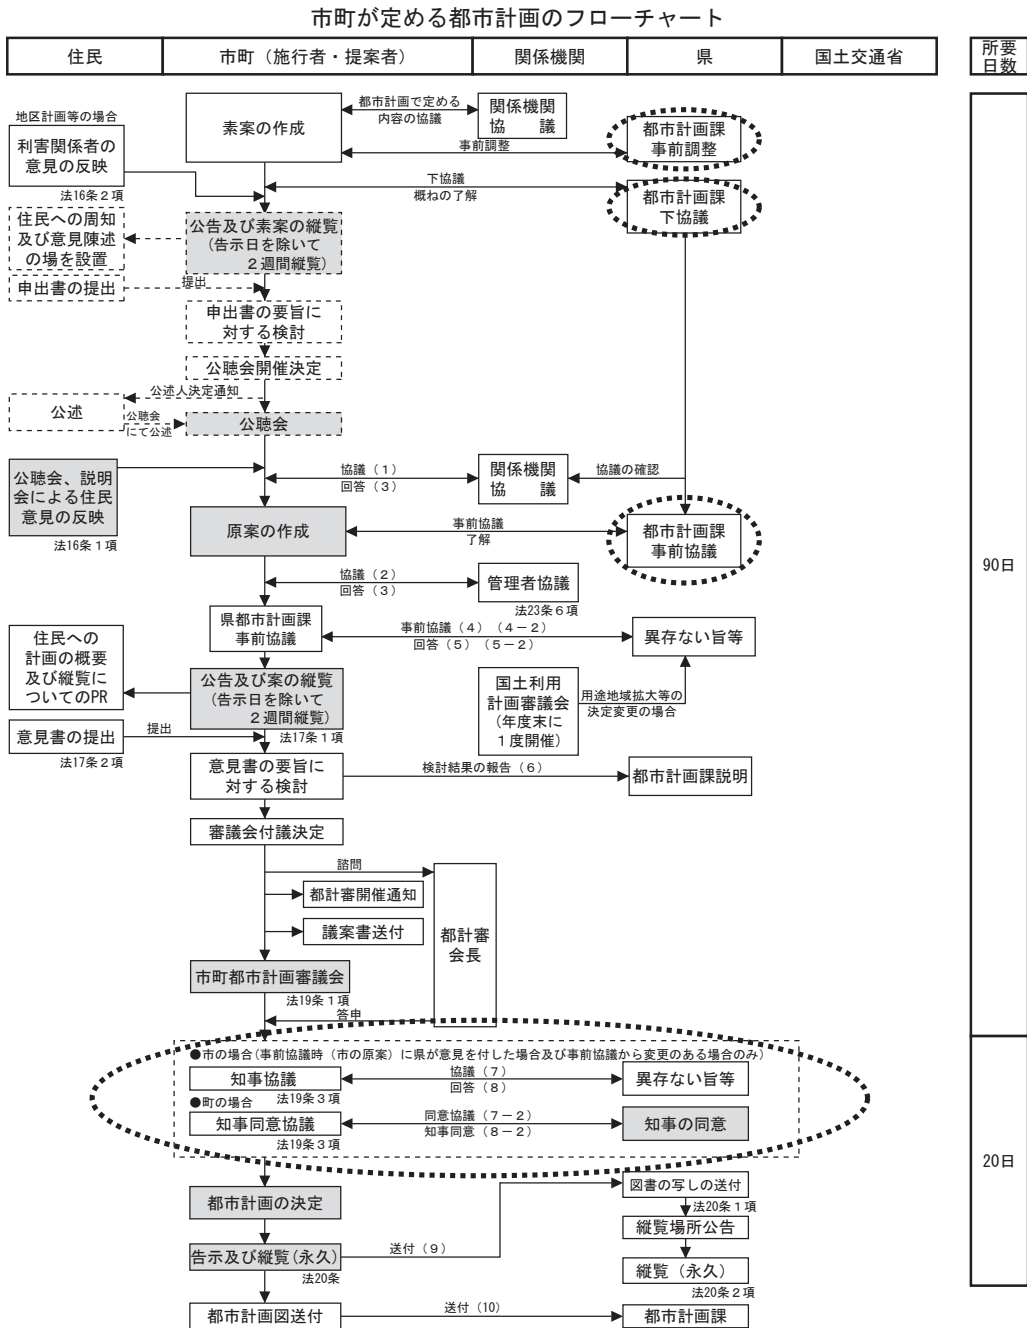 市町が定める都市計画のフローチャート
住民
市町（施行者・提案者）
関係機関
県
国土交通省
所要
日数
素案の作成
都市計画で定める
内容の協議
関係機関
協　議
事前調整
都市計画課
事前調整
地区計画等の場合
利害関係者の
意見の反映
法16条２項
下協議
概ねの了解
都市計画課
下協議
住民への周知
及び意見陳述
の場を設置
公告及び素案の縦覧
(告示日を除いて
２週間縦覧)
申出書の提出
提出
申出書の要旨に
対する検討
公聴会開催決定
公述人決定通知
公述
公聴会
にて公述
公聴会
公聴会、説明
会による住民
意見の反映
法16条１項
協議（１）
回答（３）
関係機関
協　議
協議の確認
原案の作成
事前協議
了解
都市計画課
事前協議
90日
協議（２）
回答（３）
管理者協議
法23条６項
県都市計画課
事前協議
事前協議（４）（４－２）
回答（５）（５－２）
異存ない旨等
住民への
計画の概要
及び縦覧に
ついてのPR
公告及び案の縦覧
(告示日を除いて
２週間縦覧)
法17条１項
国土利用
計画審議会
(年度末に
１度開催)
用途地域拡大等の
決定変更の場合
意見書の提出
提出
法17条２項
意見書の要旨に
対する検討
検討結果の報告（６）
都市計画課説明
審議会付議決定
諮問
都計審開催通知
議案書送付
都計審
会長
市町都市計画審議会
法19条１項
答申
●市の場合(事前協議時（市の原案）に県が意見を付した場合及び事前協議から変更のある場合のみ)
知事協議
協議（７）
回答（８）
異存ない旨等
法19条３項
●町の場合
知事同意協議
同意協議（７－２）
知事同意（８－２）
知事の同意
法19条３項
20日
都市計画の決定
図書の写しの送付
法20条１項
縦覧場所公告
告示及び縦覧(永久)
送付（９）
法20条
縦覧（永久）
法20条２項
都市計画図送付
送付（10）
都市計画課